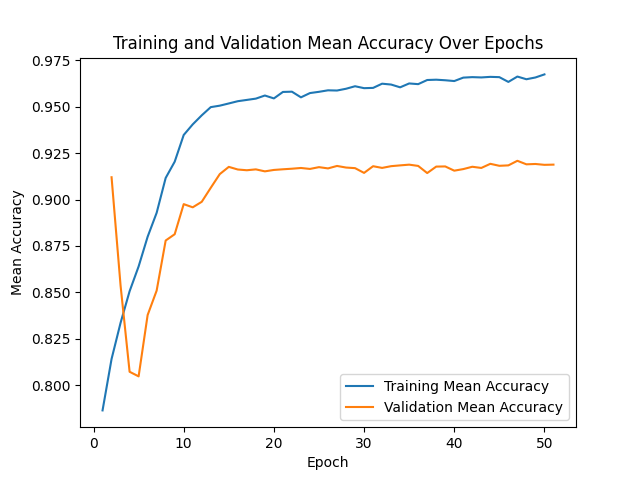 Training and Validation Mean Accuracy Over Epochs
0.975
0.950
0.925
0.900
0.875
0.850
0.825
0.800
Mean Accuracy
0 10 20 30 40 50
Epoch
Training Mean Accuracy
Validation Mean Accuracy